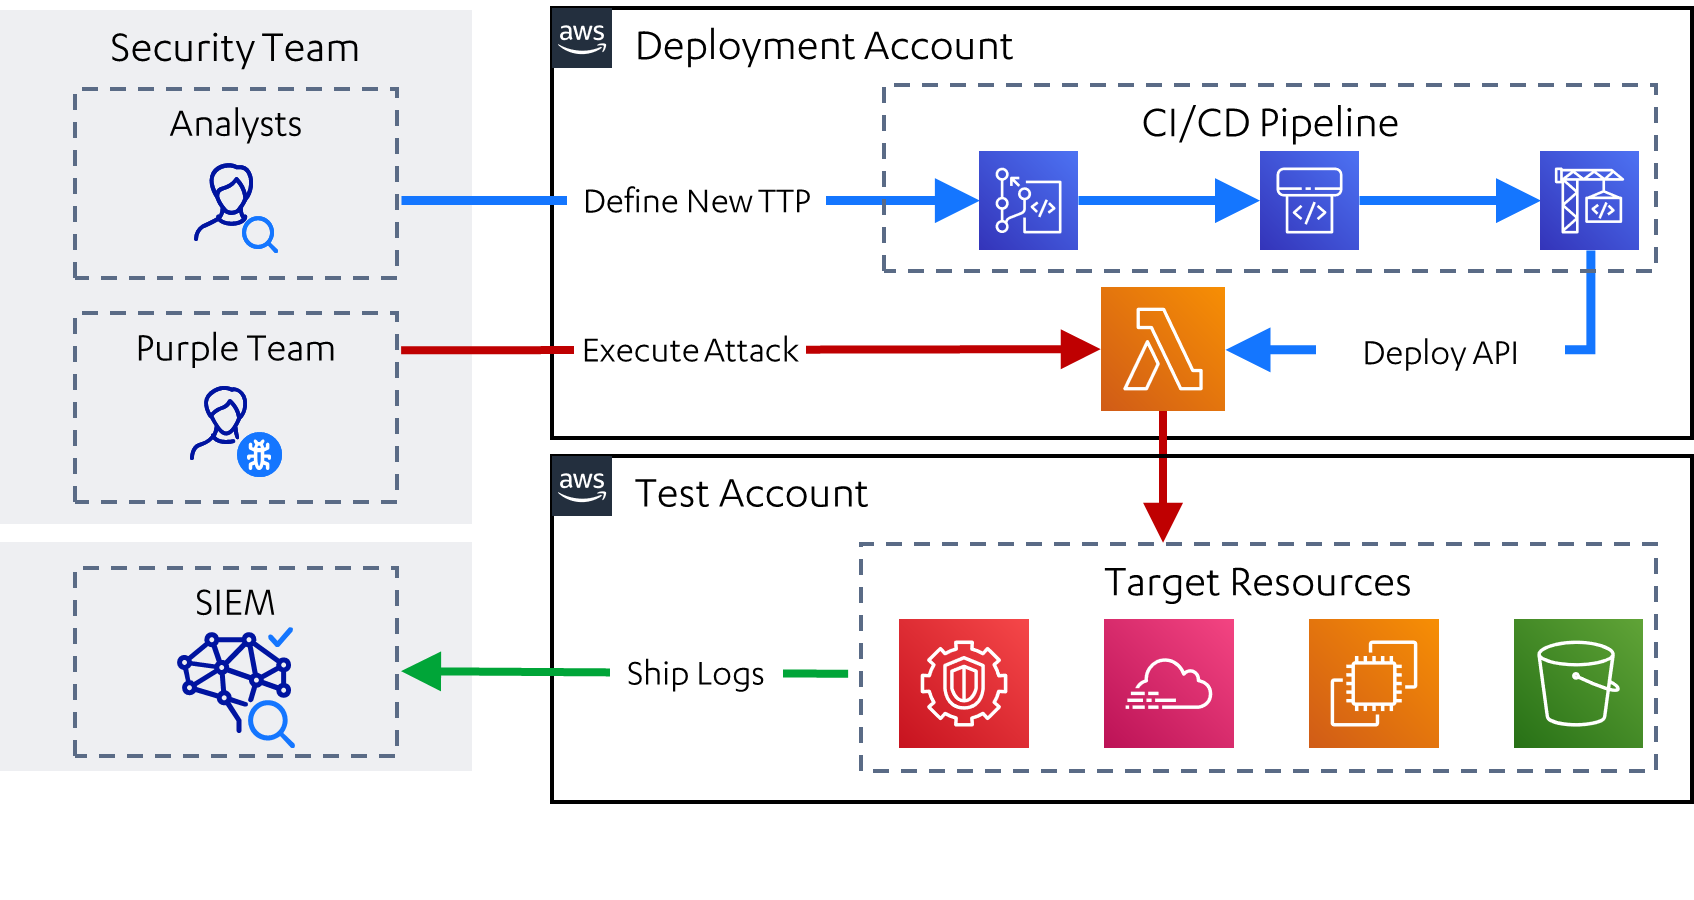 Security Team
Analysts
Purple Team
SIEM
aws
Deployment Account
CI/CD Pipeline
Define New TTP
</>
</>
</>
Execute Attack
Deploy API
aws
Test Account
Target Resources
Ship Logs